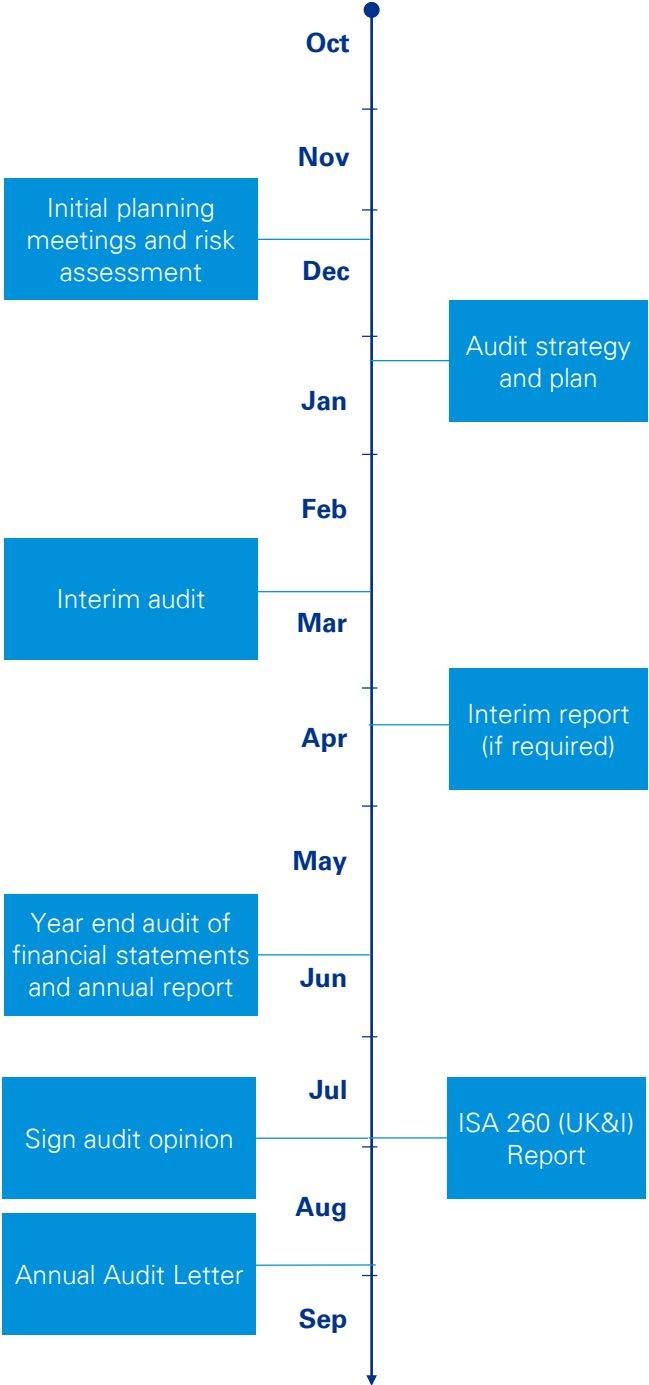 Oct
Nov
Initial planning
meetings and risk
assessment
Dec
Audit strategy
and plan
Jan
Feb
Interim audit
Mar
Interim report
(if required)
Apr
May
Year end audit of
financial statements
and annual report
Jun
Jul
Sign audit opinion
ISA 260 (UK&I)
Report
Aug
Annual Audit Letter
Sep